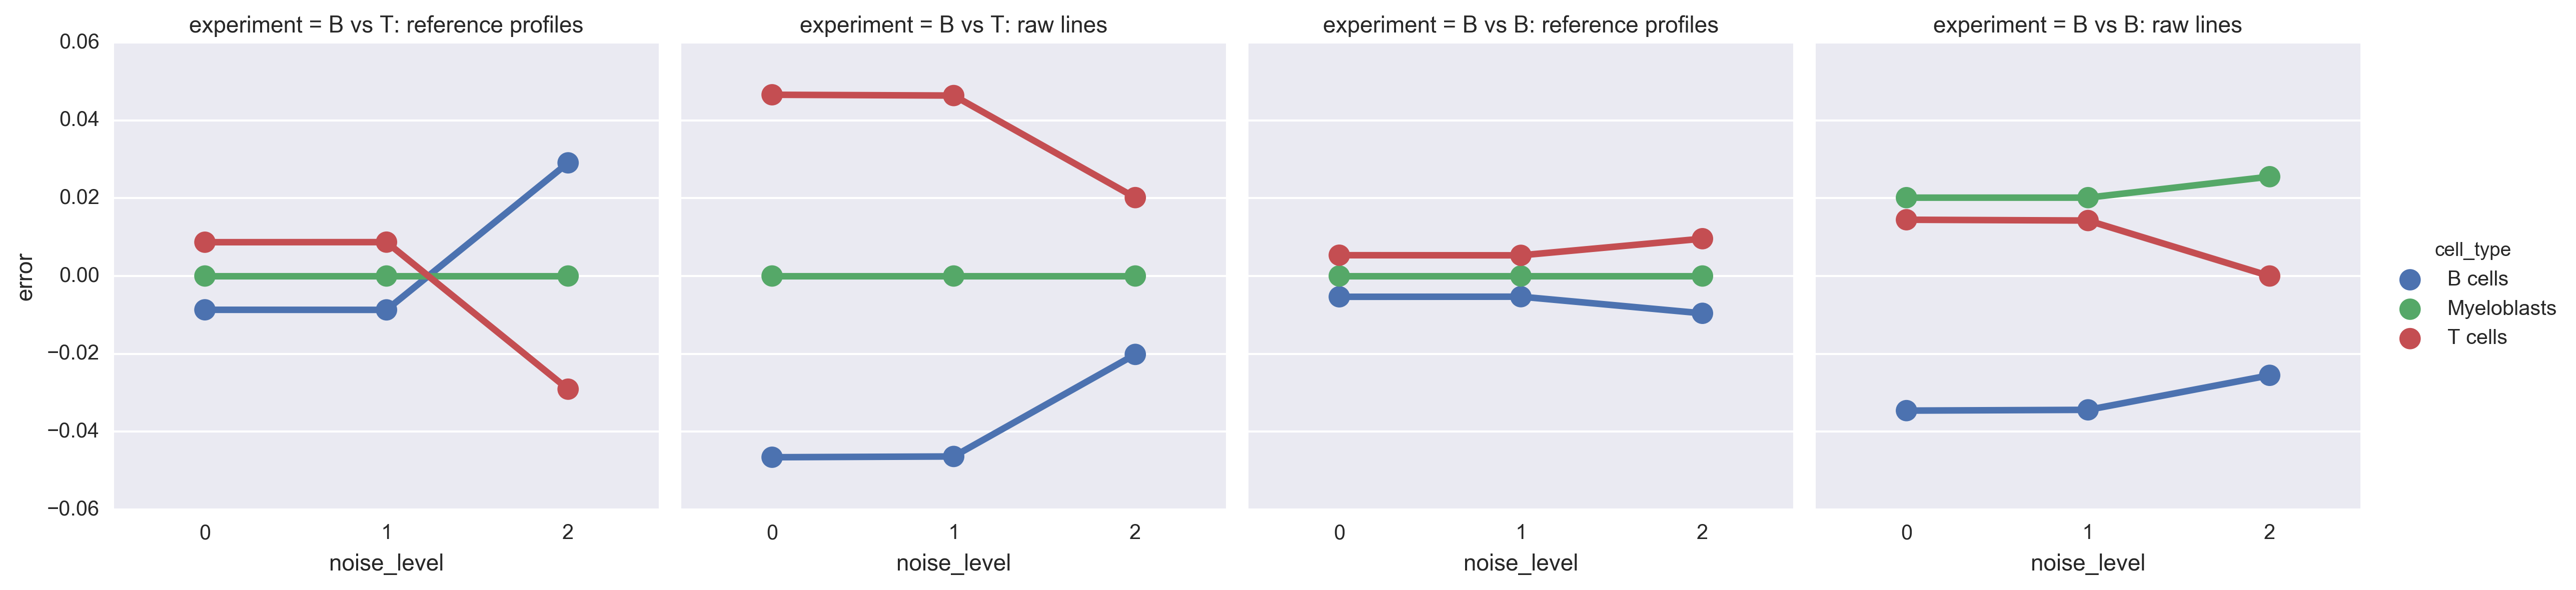 experiment = B vs T: reference profiles
experiment = B vs T: raw lines
experiment = B vs B: reference profiles
experiment = B vs B: raw lines
0.06
0.04
0.02
0.00
−0.02
−0.04
−0.06
error
0 1 2
0 1 2
0 1 2
0 1 2
noise_level
noise_level
noise_level
noise_level
cell_type
B cells
Myeloblasts
T cells